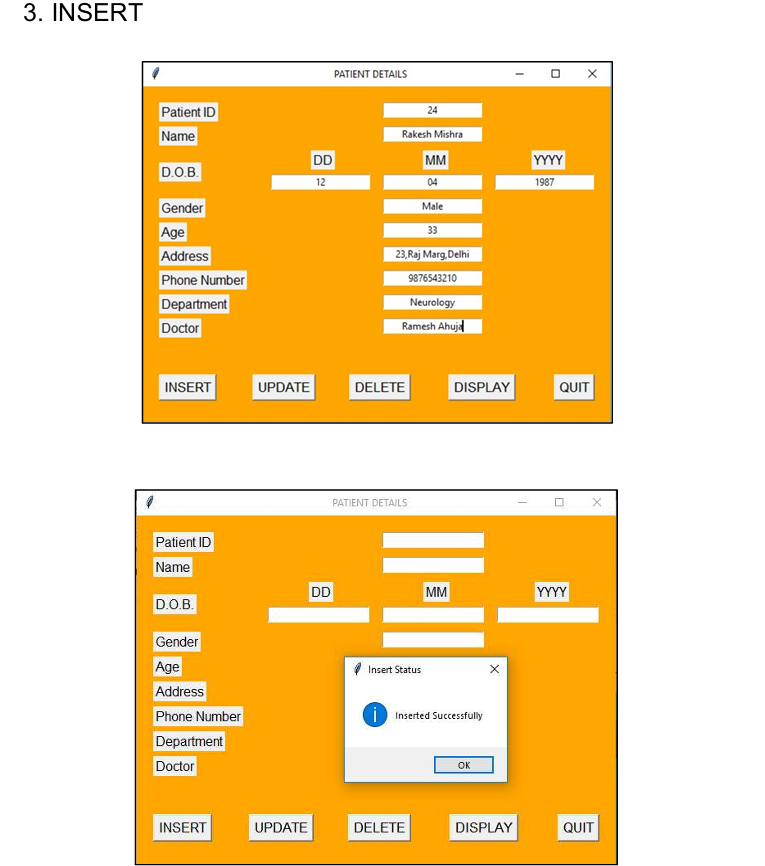 3. INSERT
PATIENT DETAILS
Patient ID 24
Name Rakesh Mishra
DD MM YYYY
D.O.B. 12 04 1987
Gender Male
Age 33
Address 23,Raj Marg,Delhi
Phone Number 9876543210
Department Neurology
Doctor Ramesh Ahuja
INSERT UPDATE DELETE DISPLAY QUIT
PATIENT DETAILS
Patient ID
Name
DD MM YYYY
D.O.B.
Gender
Age
Address
Phone Number
Department
Doctor
Insert Status
Inserted Successfully
OK
INSERT UPDATE DELETE DISPLAY QUIT